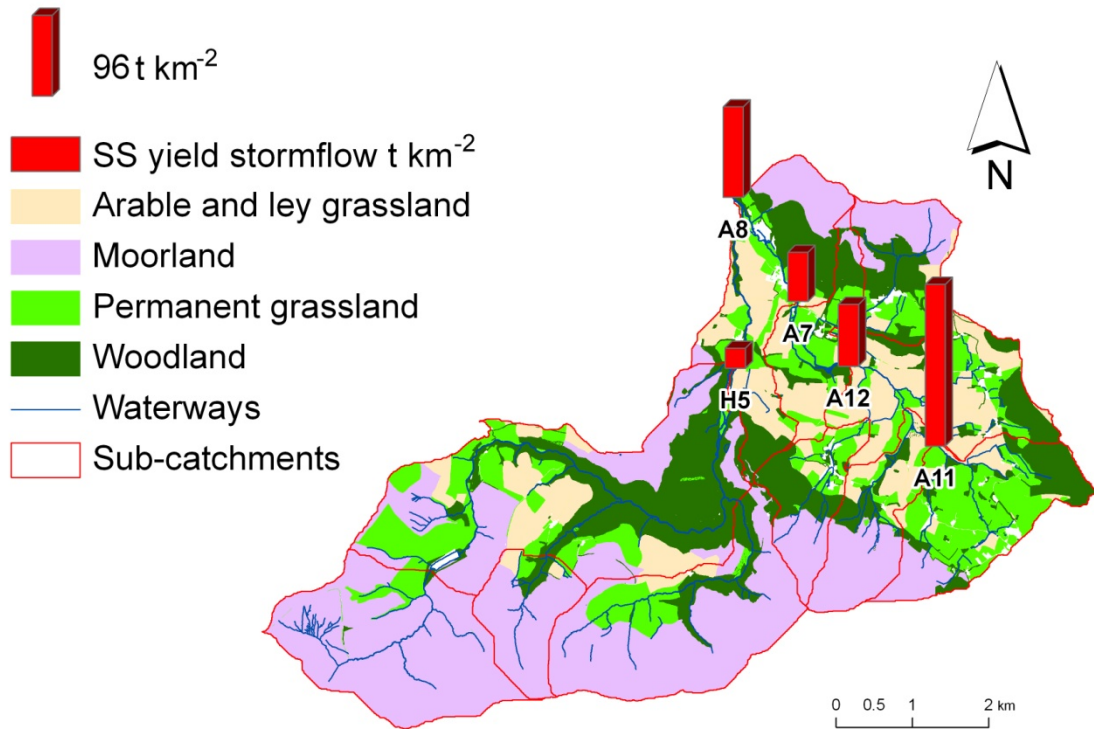 96 t km-2
SS yield stormflow t km-2
Arable and ley grassland
Moorland
Permanent grassland
Woodland
Waterways
Sub-catchments
N
A8
A7
H5
A12
A11
0 0.5 1 2 km